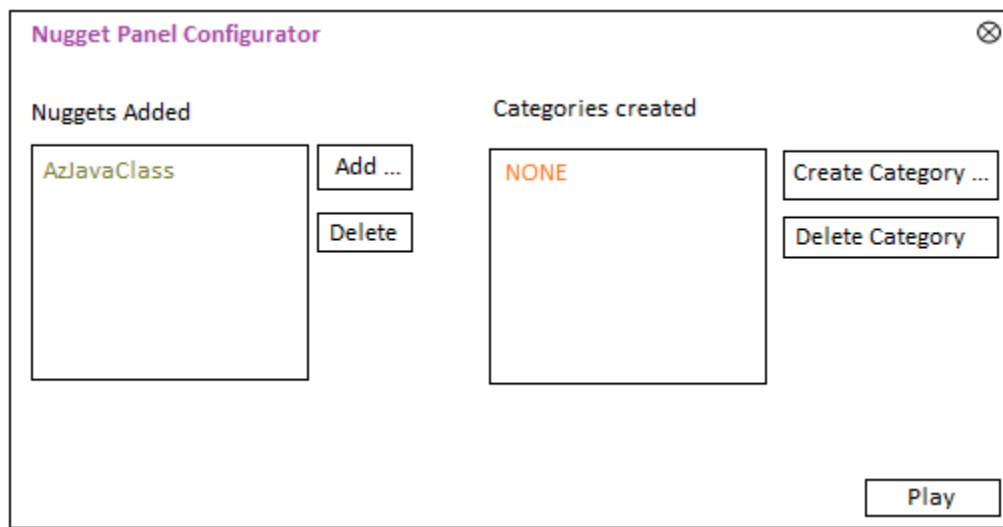 Nugget Panel Configurator
Nuggets Added
Categories created
AzJavaClass
Add ...
NONE
Create Category ...
Delete
Delete Category
Play